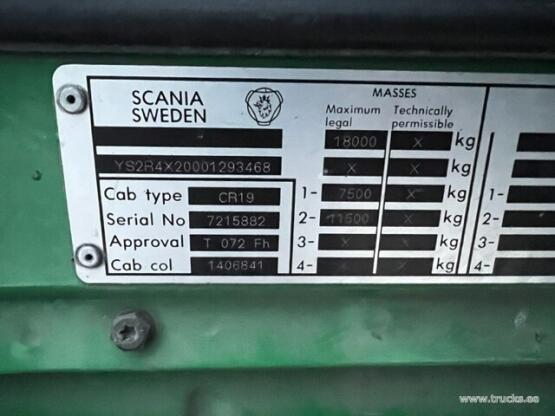 SCANIA
SWEDEN
MASSES
Maximum legal
Technically permissible
18000 X kg
YS2R4X20001293468 X X kg
Cab type CR19 1- 7500 X kg 1-
Serial No 7215882 2- 11500 X kg 2-
Approval T 072 Fh 3- X X kg 3-
Cab col 1406841 4- X X kg 4-
www.trucks.ee